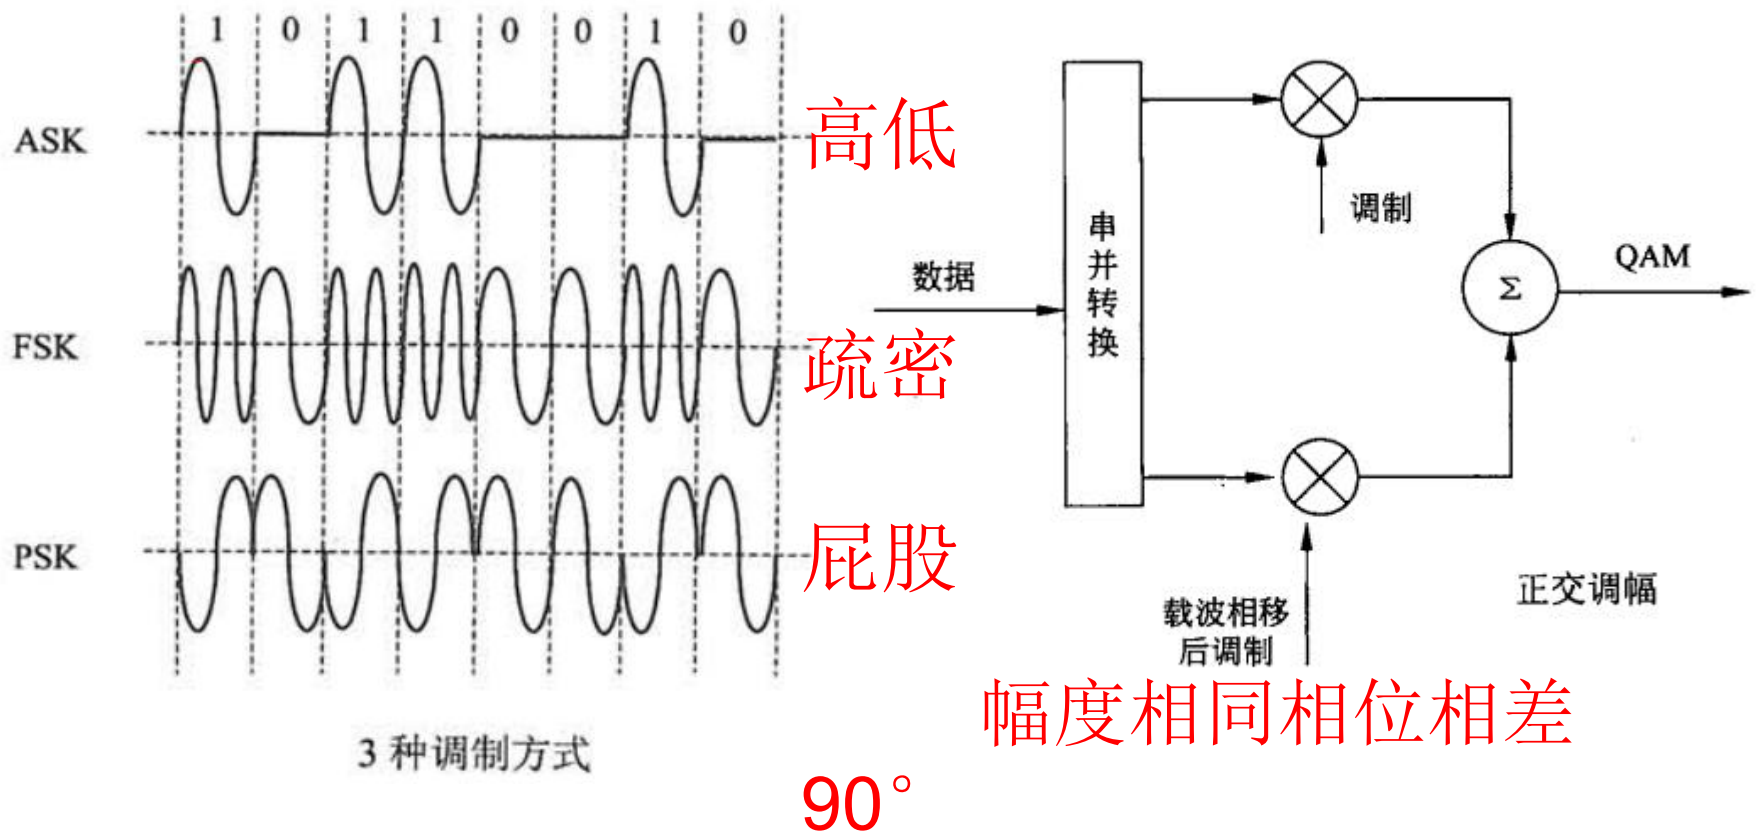 1 0 1 1 0 0 1 0
ASK
高低
FSK
疏密
PSK
屁股
3 种调制方式
数据
串并转换
调制
Σ
QAM
载波相移
后调制
正交调幅
幅度相同相位相差
90°